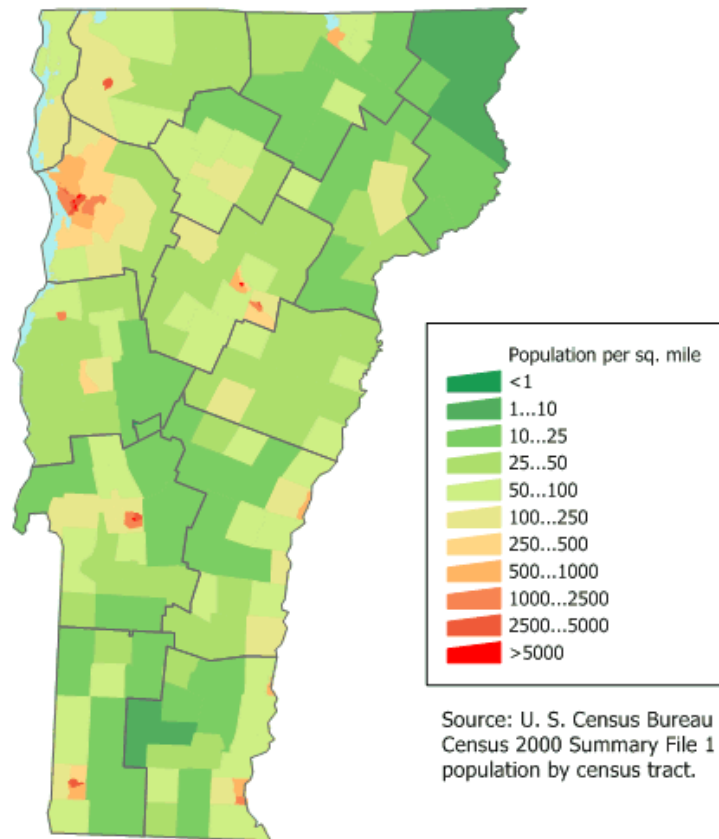 Population per sq. mile
<1
1...10
10...25
25...50
50...100
100...250
250...500
500...1000
1000...2500
2500...5000
>5000
Source: U. S. Census Bureau
Census 2000 Summary File 1
population by census tract.